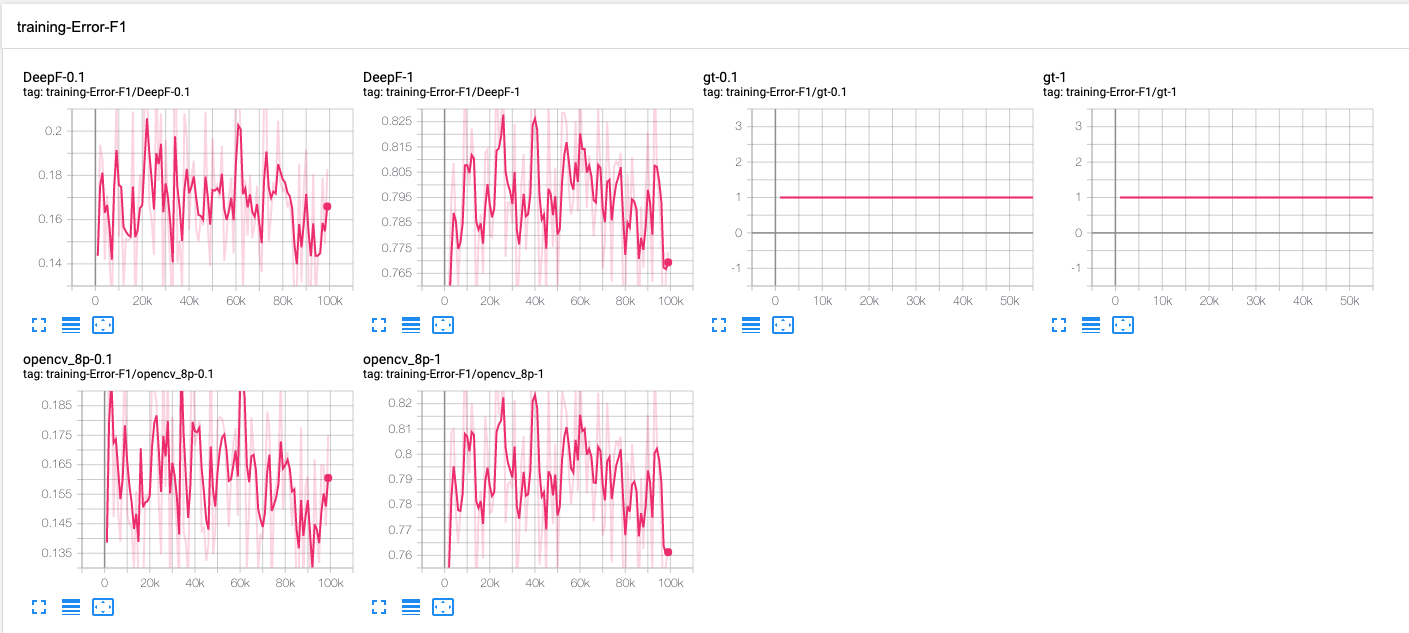 training-Error-F1
DeepF-0.1
tag: training-Error-F1/DeepF-0.1
0.2
0.18
0.16
0.14
0 20k 40k 60k 80k 100k
DeepF-1
tag: training-Error-F1/DeepF-1
0.825
0.815
0.805
0.795
0.785
0.775
0.765
0 20k 40k 60k 80k 100k
gt-0.1
tag: training-Error-F1/gt-0.1
3
2
1
0
-1
0 10k 20k 30k 40k 50k
gt-1
tag: training-Error-F1/gt-1
3
2
1
0
-1
0 10k 20k 30k 40k 50k
opencv_8p-0.1
tag: training-Error-F1/opencv_8p-0.1
0.185
0.175
0.165
0.155
0.145
0.135
0 20k 40k 60k 80k 100k
opencv_8p-1
tag: training-Error-F1/opencv_8p-1
0.82
0.81
0.8
0.79
0.78
0.77
0.76
0 20k 40k 60k 80k 100k